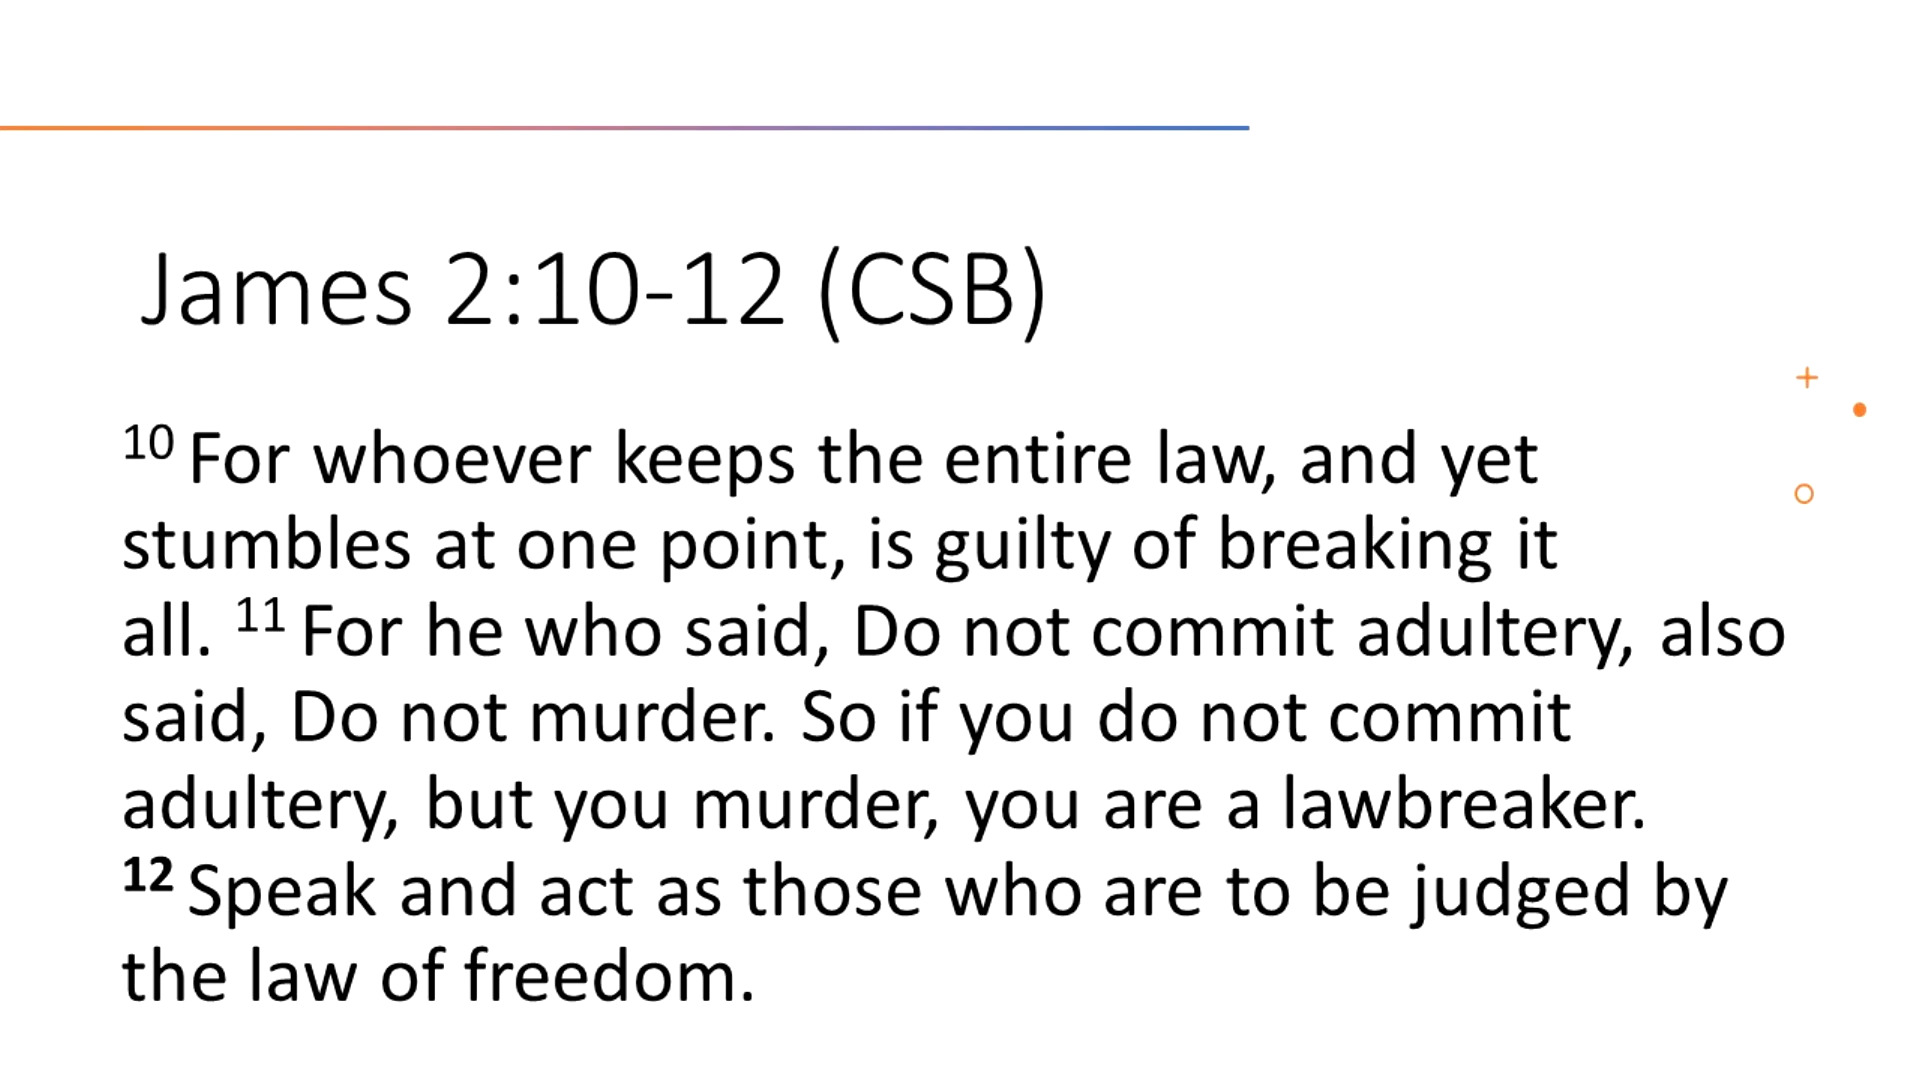 James 2:10-12 (CSB)
10 For whoever keeps the entire law, and yet
stumbles at one point, is guilty of breaking it
all. 11 For he who said, Do not commit adultery, also
said, Do not murder. So if you do not commit
adultery, but you murder, you are a lawbreaker.
12 Speak and act as those who are to be judged by
the law of freedom.